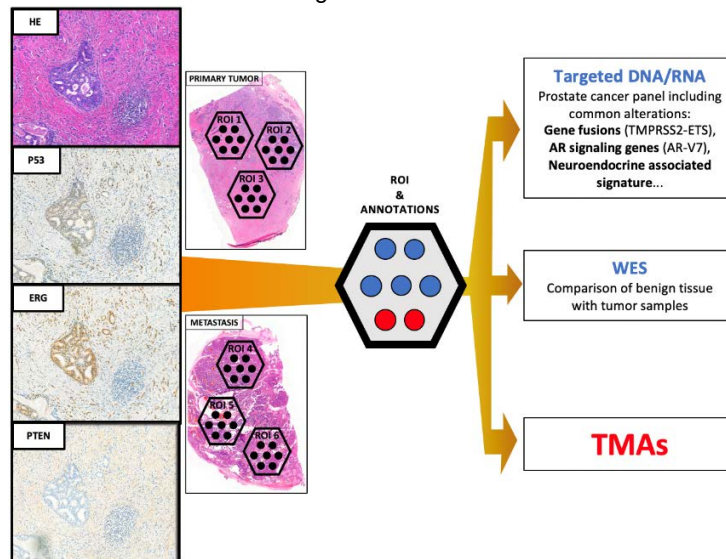 HE
P53
ERG
PTEN
PRIMARY TUMOR
ROI 1
ROI 2
ROI 3
METASTASIS
ROI 4
ROI 5
ROI 6
ROI
&
ANNOTATIONS
Targeted DNA/RNA
Prostate cancer panel including
common alterations:
Gene fusions (TMPRSS2-ETS),
AR signaling genes (AR-V7),
Neuroendocrine associated
signature...
WES
Comparison of benign tissue
with tumor samples
TMAs